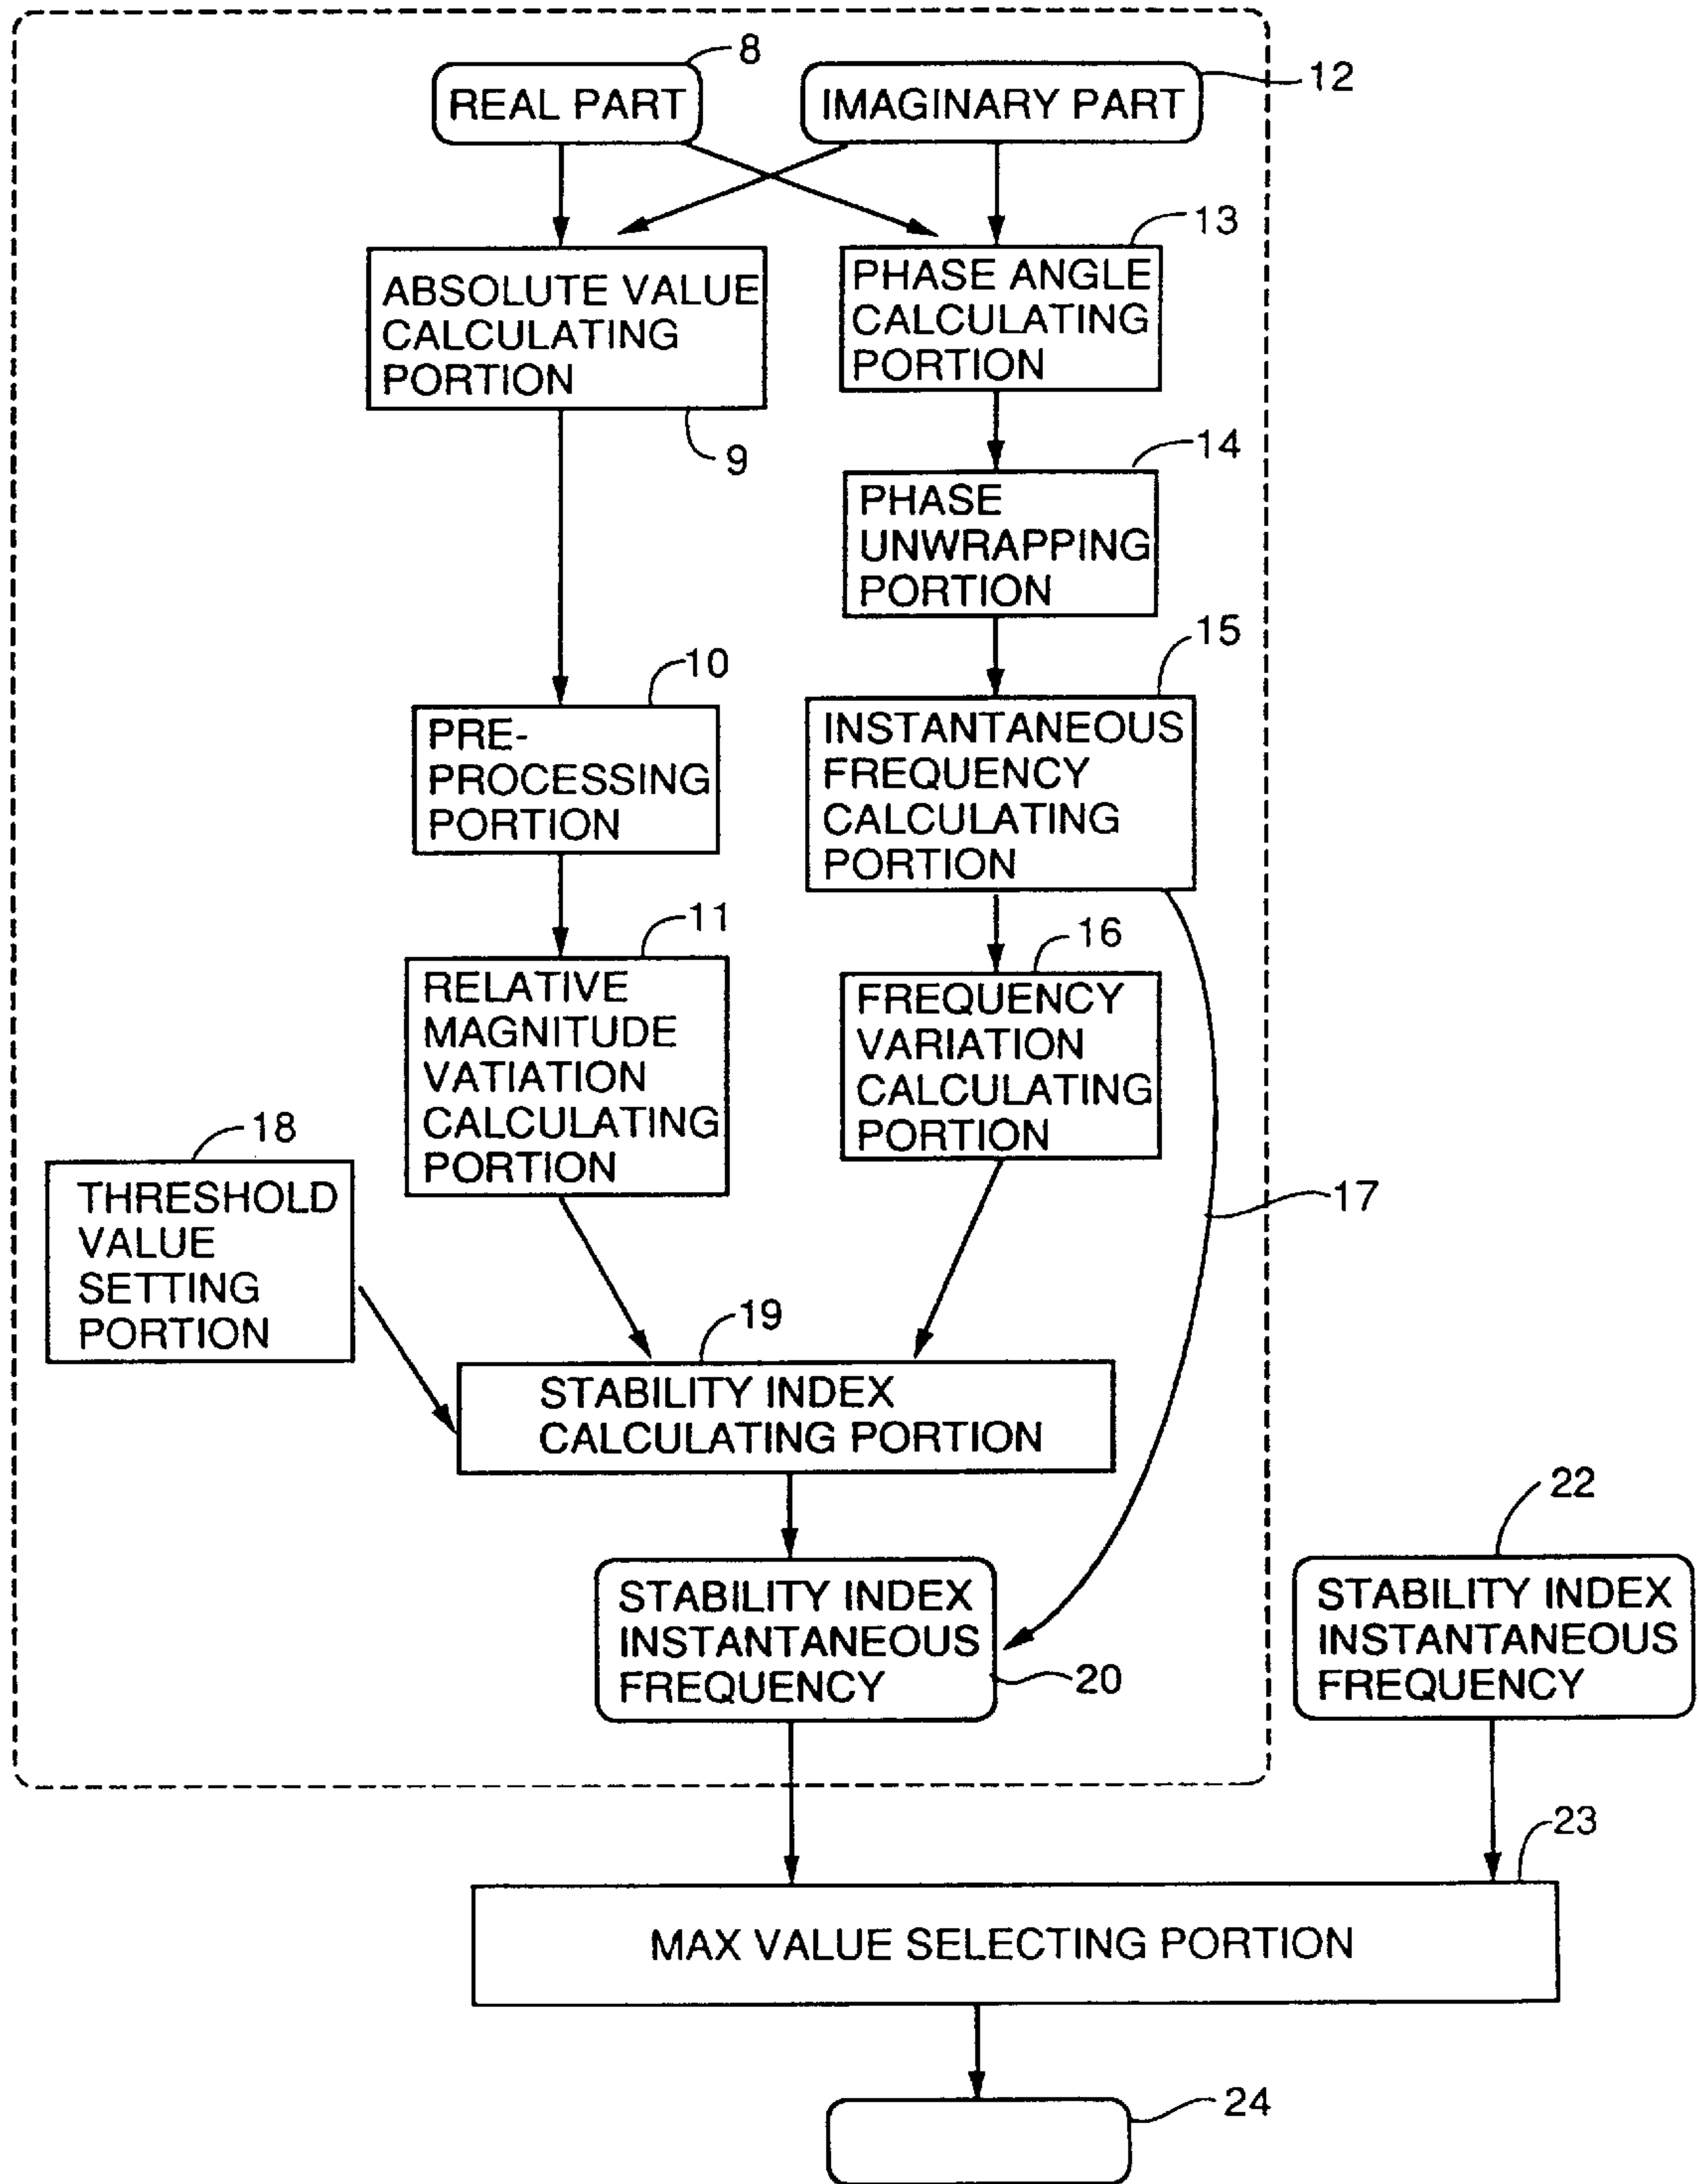 8
REAL PART
IMAGINARY PART
12
ABSOLUTE VALUE
CALCULATING
PORTION
9
13
PHASE ANGLE
CALCULATING
PORTION
14
PHASE
UNWRAPPING
PORTION
10
PRE-
PROCESSING
PORTION
15
INSTANTANEOUS
FREQUENCY
CALCULATING
PORTION
11
RELATIVE
MAGNITUDE
VATIATION
CALCULATING
PORTION
16
FREQUENCY
VARIATION
CALCULATING
PORTION
17
18
THRESHOLD
VALUE
SETTING
PORTION
19
STABILITY INDEX
CALCULATING PORTION
STABILITY INDEX
INSTANTANEOUS
FREQUENCY
20
22
STABILITY INDEX
INSTANTANEOUS
FREQUENCY
23
MAX VALUE SELECTING PORTION
24